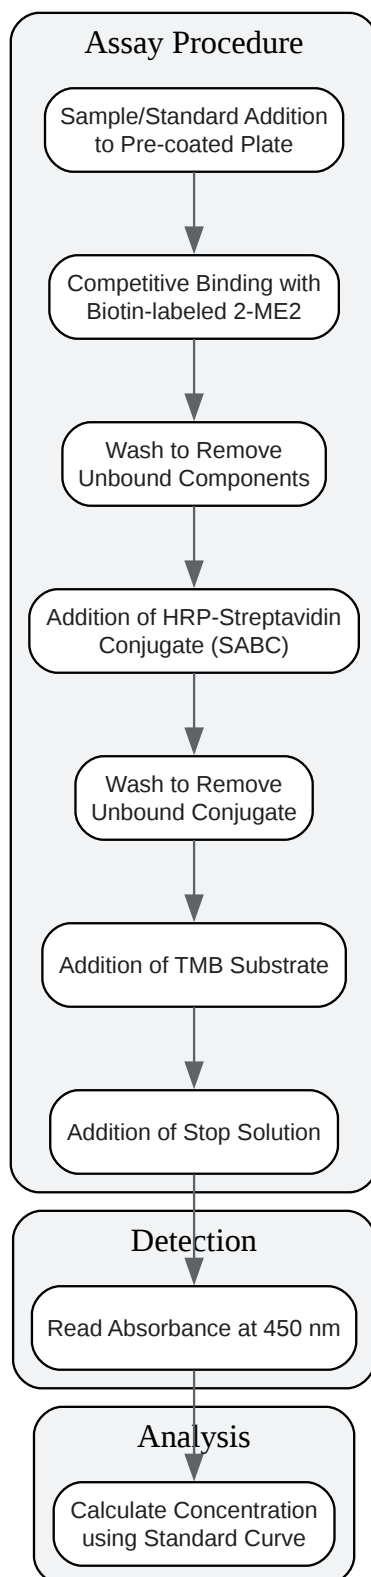 Assay Procedure
Sample/Standard Addition
to Pre-coated Plate
Competitive Binding with
Biotin-labeled 2-ME2
Wash to Remove
Unbound Components
Addition of HRP-Streptavidin
Conjugate (SABC)
Wash to Remove
Unbound Conjugate
Addition of TMB Substrate
Addition of Stop Solution
Detection
Read Absorbance at 450 nm
Analysis
Calculate Concentration
using Standard Curve